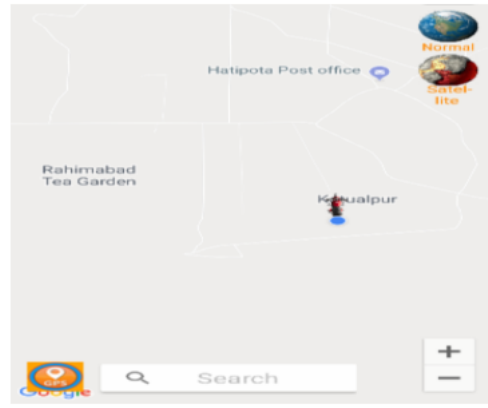 Normal
Hatipota Post office
Satel-
lite
Rahimabad
Tea Garden
GPS
Google
Search